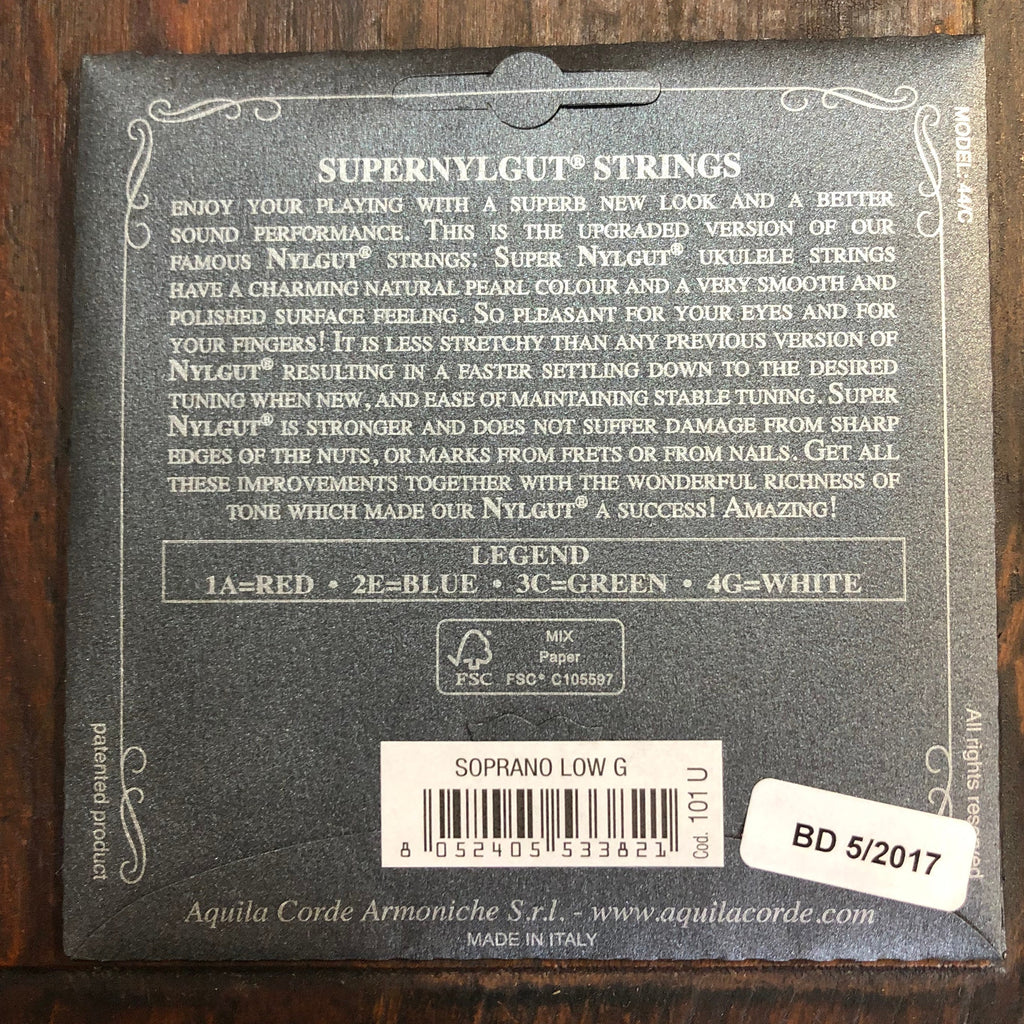 SUPERNYLGUT® STRINGS
ENJOY YOUR PLAYING WITH A SUPERB NEW LOOK AND A BETTER
SOUND PERFORMANCE. THIS IS THE UPGRADED VERSION OF OUR
FAMOUS NYLGUT® STRINGS: SUPER NYLGUT® UKULELE STRINGS
HAVE A CHARMING NATURAL PEARL COLOUR AND A VERY SMOOTH AND
POLISHED SURFACE FEELING. SO PLEASANT FOR YOUR EYES AND FOR
YOUR FINGERS! IT IS LESS STRETCHY THAN ANY PREVIOUS VERSION OF
NYLGUT® RESULTING IN A FASTER SETTLING DOWN TO THE DESIRED
TUNING WHEN NEW, AND EASE OF MAINTAINING STABLE TUNING. SUPER
NYLGUT® IS STRONGER AND DOES NOT SUFFER DAMAGE FROM SHARP
EDGES OF THE NUTS, OR MARKS FROM FRETS OR FROM NAILS. GET ALL
THESE IMPROVEMENTS TOGETHER WITH THE WONDERFUL RICHNESS OF
TONE WHICH MADE OUR NYLGUT® A SUCCESS! AMAZING!
MODEL 44C
LEGEND
1A=RED • 2E=BLUE • 3C=GREEN • 4G=WHITE
MIX
Paper
FSC FSC® C105597
patented product
All rights
SOPRANO LOW G
8 052405 533821
Cod. 101 U
BD 5/2017
Aquila Corde Armoniche S.r.l. - www.aquilacorde.com
MADE IN ITALY